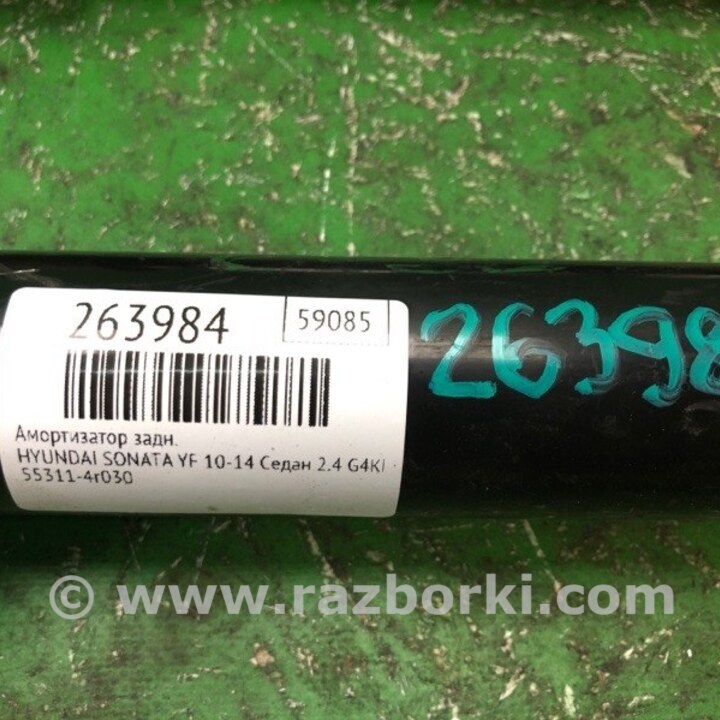 263984
59085
Амортизатор задн.
HYUNDAI SONATA YF 10-14 Седан 2.4 G4KI
55311-4r030
26398
© www.razborki.com